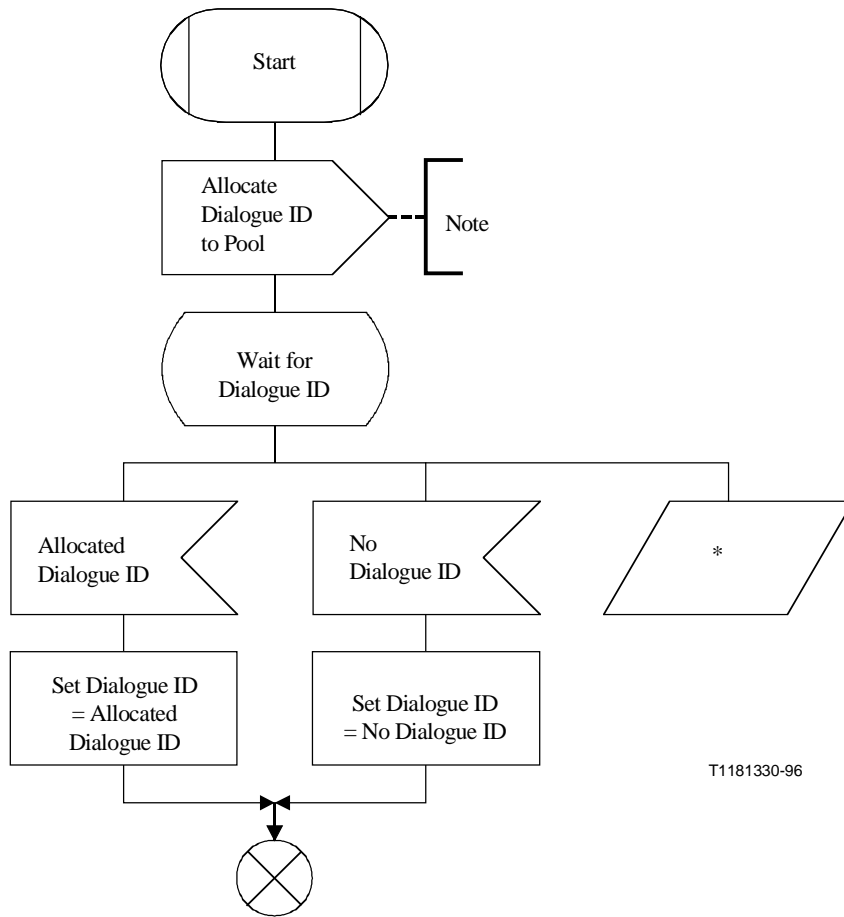 Start
Allocate
Dialogue ID
to Pool
Note
Wait for
Dialogue ID
Allocated
Dialogue ID
No
Dialogue ID
*
Set Dialogue ID
= Allocated
Dialogue ID
Set Dialogue ID
= No Dialogue ID
T1181330-96